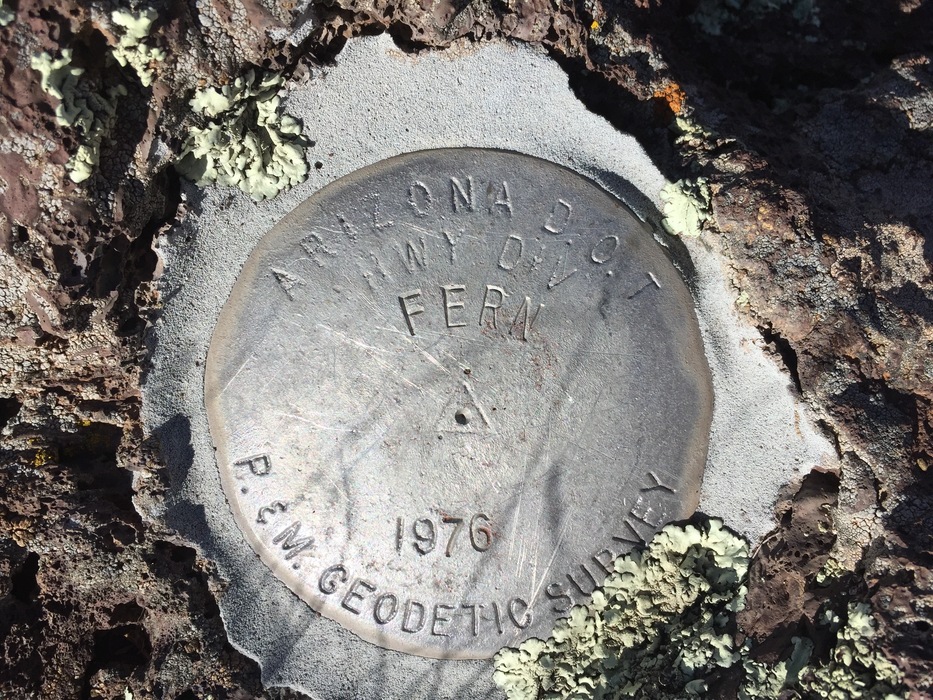 ARIZONA D.O.T
HWY DIV
FERN
1976
P. & M. GEODETIC SURVEY